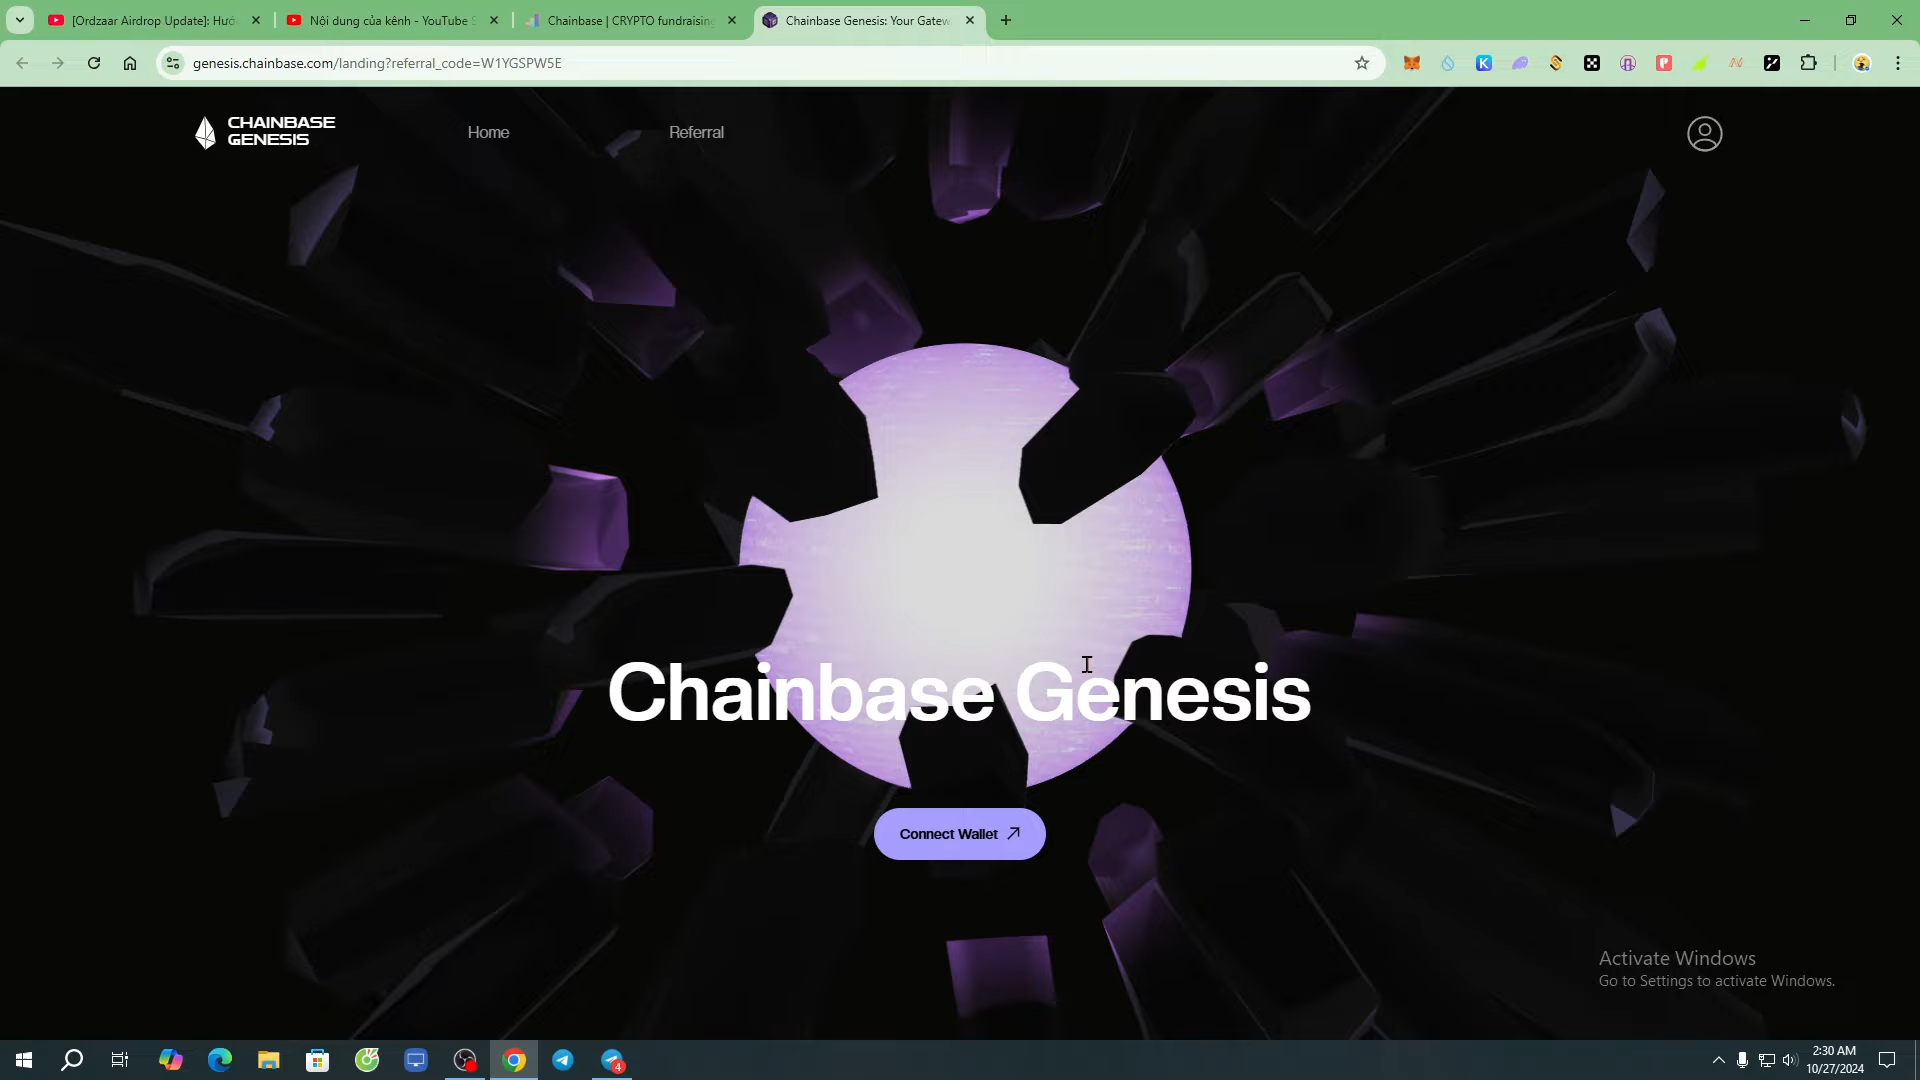 [Ordzaar Airdrop Update]: Hướ
Nội dung của kênh - YouTube S
Chainbase | CRYPTO fundraising
Chainbase Genesis: Your Gatew
genesis.chainbase.com/landing?referral_code=W1YGSPW5E
CHAINBASE
GENESIS
Home
Referral
Chainbase Genesis
Connect Wallet
Activate Windows
Go to Settings to activate Windows.
4
2:30 AM
10/27/2024